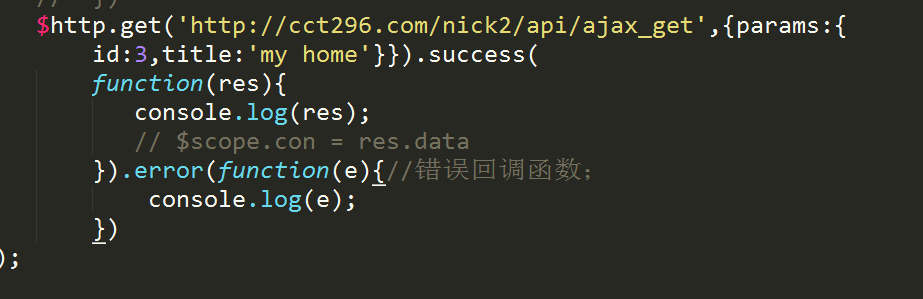 // })
$http.get('http://cct296.com/nick2/api/ajax_get',{params:{
id:3,title:'my home'}}).success(
function(res){
console.log(res);
// $scope.con = res.data
}).error(function(e){//错误回调函数;
console.log(e);
})
);